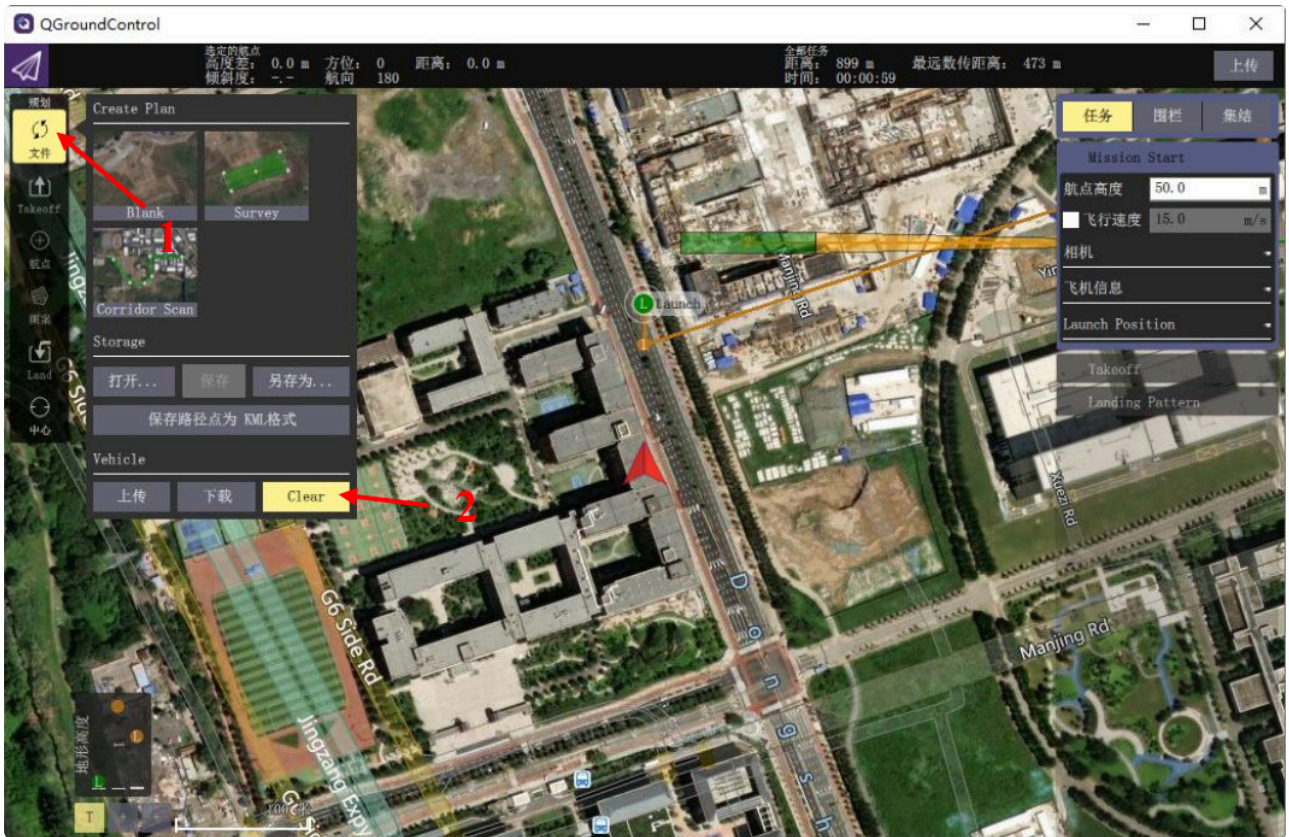 QGroundControl
选定的航点
高度差: 0.0 m 方位: 0 距离: 0.0 m
倾斜度: -.- 航向 180
全部任务
距离: 899 m 最远数传距离: 473 m
时间: 00:00:59
上传
规划
文件
Takeoff
航点
图案
Land
中心
Create Plan
Blank
Survey
Corridor Scan
1
Storage
打开...
保存
另存为...
保存路径点为 KML格式
Vehicle
上传
下载
Clear
2
任务
围栏
集结
Mission Start
航点高度 50.0 m
飞行速度 15.0 m/s
相机
飞机信息
Launch Position
Takeoff
Landing Pattern
2
L Launch
1
Manjing Rd
Xuezi Rd
Manjing Rd
G6 Side Rd
Jingzang Expy
D o n g s h
地形高度
L
L
T